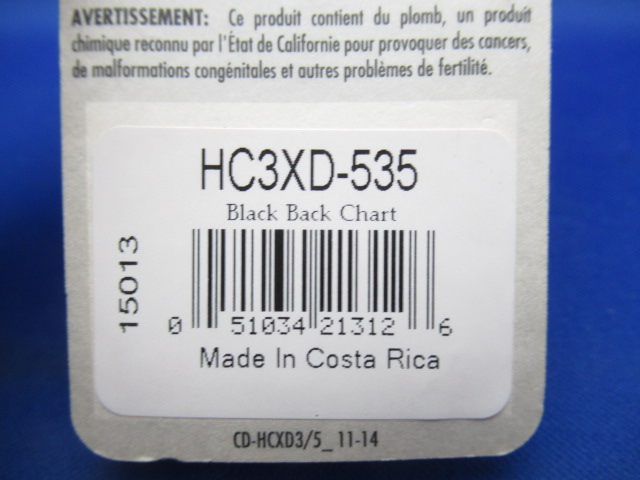 AVERTISSEMENT: Ce produit contient du plomb, un produit
chimique reconnu par l'État de Californie pour provoquer des cancers,
de malformations congénitales et autres problèmes de fertilité.
HC3XD-535
Black Back Chart
15013
0 51034 21312 6
Made In Costa Rica
CD-HCXD3/5_ 11-14